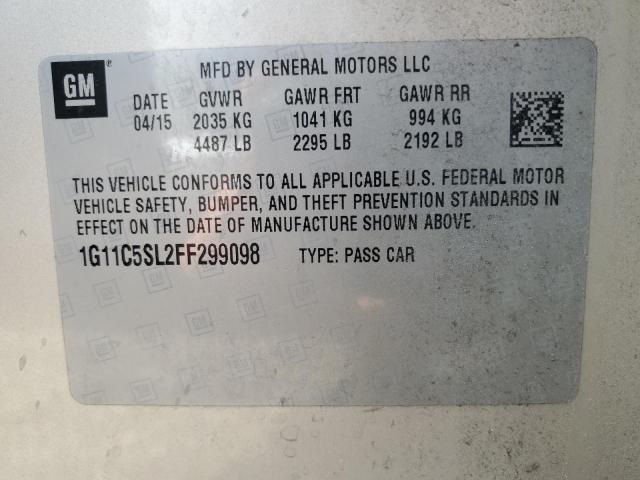 GM ® MFD BY GENERAL MOTORS LLC
DATE GVWR GAWR FRT GAWR RR
04/15 2035 KG 1041 KG 994 KG
4487 LB 2295 LB 2192 LB
THIS VEHICLE CONFORMS TO ALL APPLICABLE U.S. FEDERAL MOTOR
VEHICLE SAFETY, BUMPER, AND THEFT PREVENTION STANDARDS IN
EFFECT ON THE DATE OF MANUFACTURE SHOWN ABOVE.
1G11C5SL2FF299098 TYPE: PASS CAR